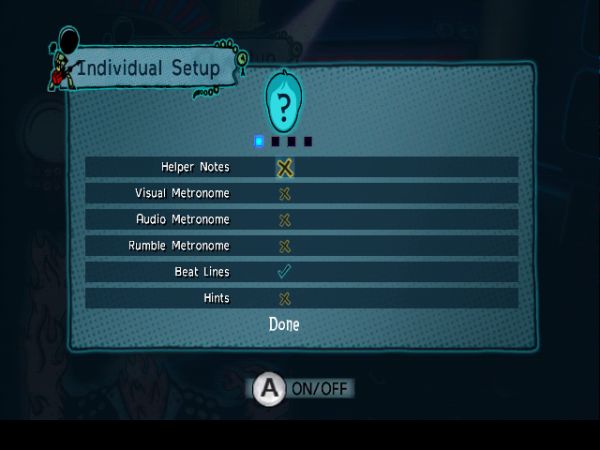 Individual Setup
?
Helper Notes
Visual Metronome
Audio Metronome
Rumble Metronome
Beat Lines
Hints
Done
A ON/OFF